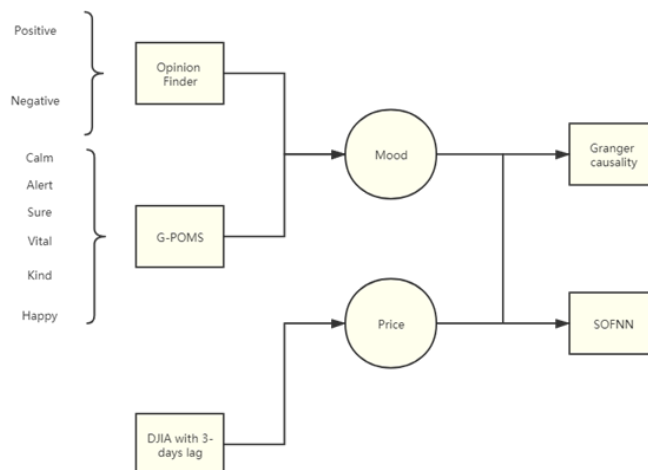 Positive
Negative
Opinion
Finder
Calm
Alert
Sure
Vital
Kind
Happy
G-POMS
Mood
Granger
causality
Price
SOFNN
DJIA with 3-
days lag